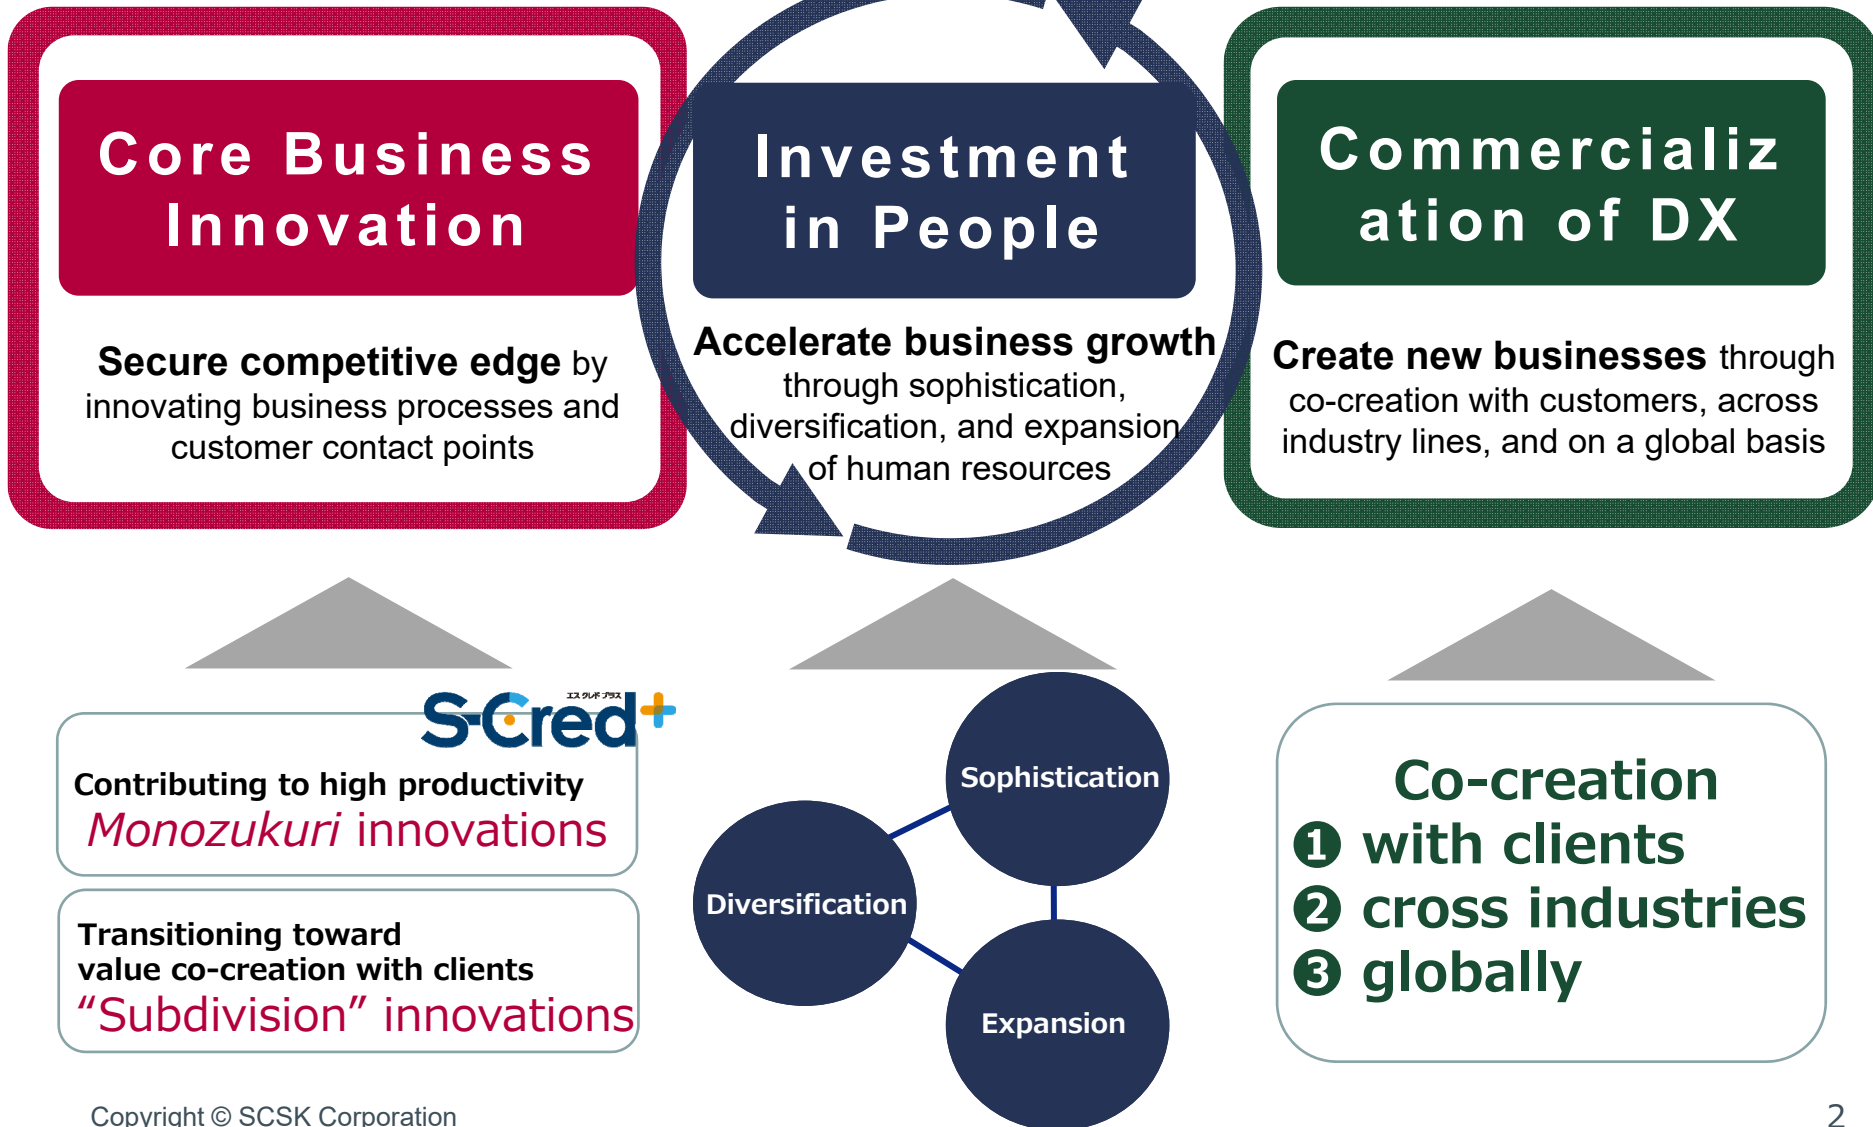 Core Business
Innovation
Secure competitive edge by
innovating business processes and
customer contact points
Investment
in People
Accelerate business growth
through sophistication,
diversification, and expansion
of human resources
Commercializ
ation of DX
Create new businesses through
co-creation with customers, across
industry lines, and on a global basis
エス クレド プラス
S-Cred+
Contributing to high productivity
Monozukuri innovations
Transitioning toward
value co-creation with clients
“Subdivision” innovations
Sophistication
Diversification
Expansion
Co-creation
❶ with clients
❷ cross industries
❸ globally
Copyright © SCSK Corporation
2